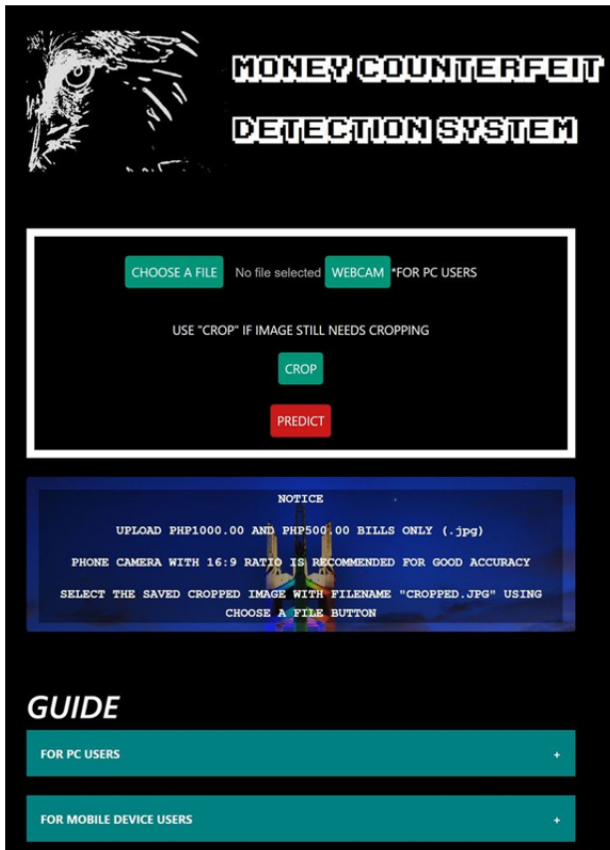 MONEY COUNTERFEIT
DETECTION SYSTEM
CHOOSE A FILE No file selected WEBCAM *FOR PC USERS
USE "CROP" IF IMAGE STILL NEEDS CROPPING
CROP
PREDICT
NOTICE
UPLOAD PHP1000.00 AND PHP500.00 BILLS ONLY (.jpg)
PHONE CAMERA WITH 16:9 RATIO IS RECOMMENDED FOR GOOD ACCURACY
SELECT THE SAVED CROPPED IMAGE WITH FILENAME "CROPPED.JPG" USING
CHOOSE A FILE BUTTON
GUIDE
FOR PC USERS +
FOR MOBILE DEVICE USERS +